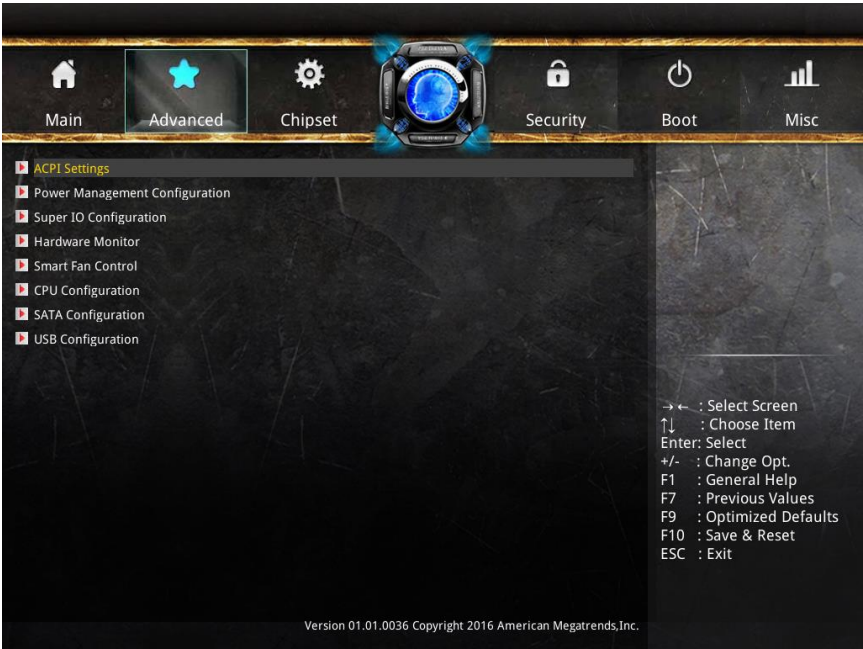 Main Advanced Chipset Security Boot Misc
ACPI Settings
Power Management Configuration
Super IO Configuration
Hardware Monitor
Smart Fan Control
CPU Configuration
SATA Configuration
USB Configuration
→← : Select Screen
↑↓ : Choose Item
Enter: Select
+/- : Change Opt.
F1 : General Help
F7 : Previous Values
F9 : Optimized Defaults
F10 : Save & Reset
ESC : Exit
Version 01.01.0036 Copyright 2016 American Megatrends,Inc.